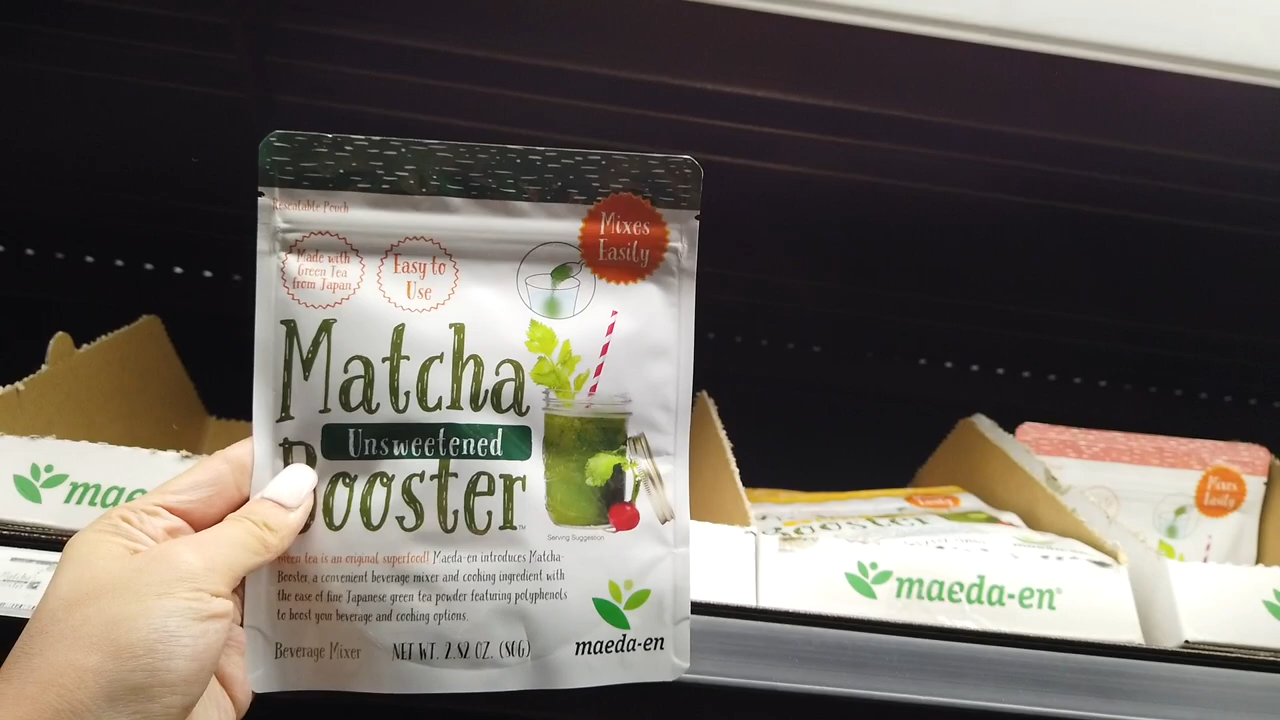 Resealable Pouch
Mixes
Easily
Made with
Green Tea
from Japan
Easy to
Use
Matcha
Unsweetened
Booster
TM
Serving Suggestion
Green tea is an original superfood! Maeda-en introduces Matcha-
Booster, a convenient beverage mixer and cooking ingredient with
the ease of fine Japanese green tea powder featuring polyphenols
to boost your beverage and cooking options.
maeda-en
Beverage Mixer NET WT. 2.82 OZ. (80G)
mae
Easily
Booster
maeda-en®
Mixes
Easily